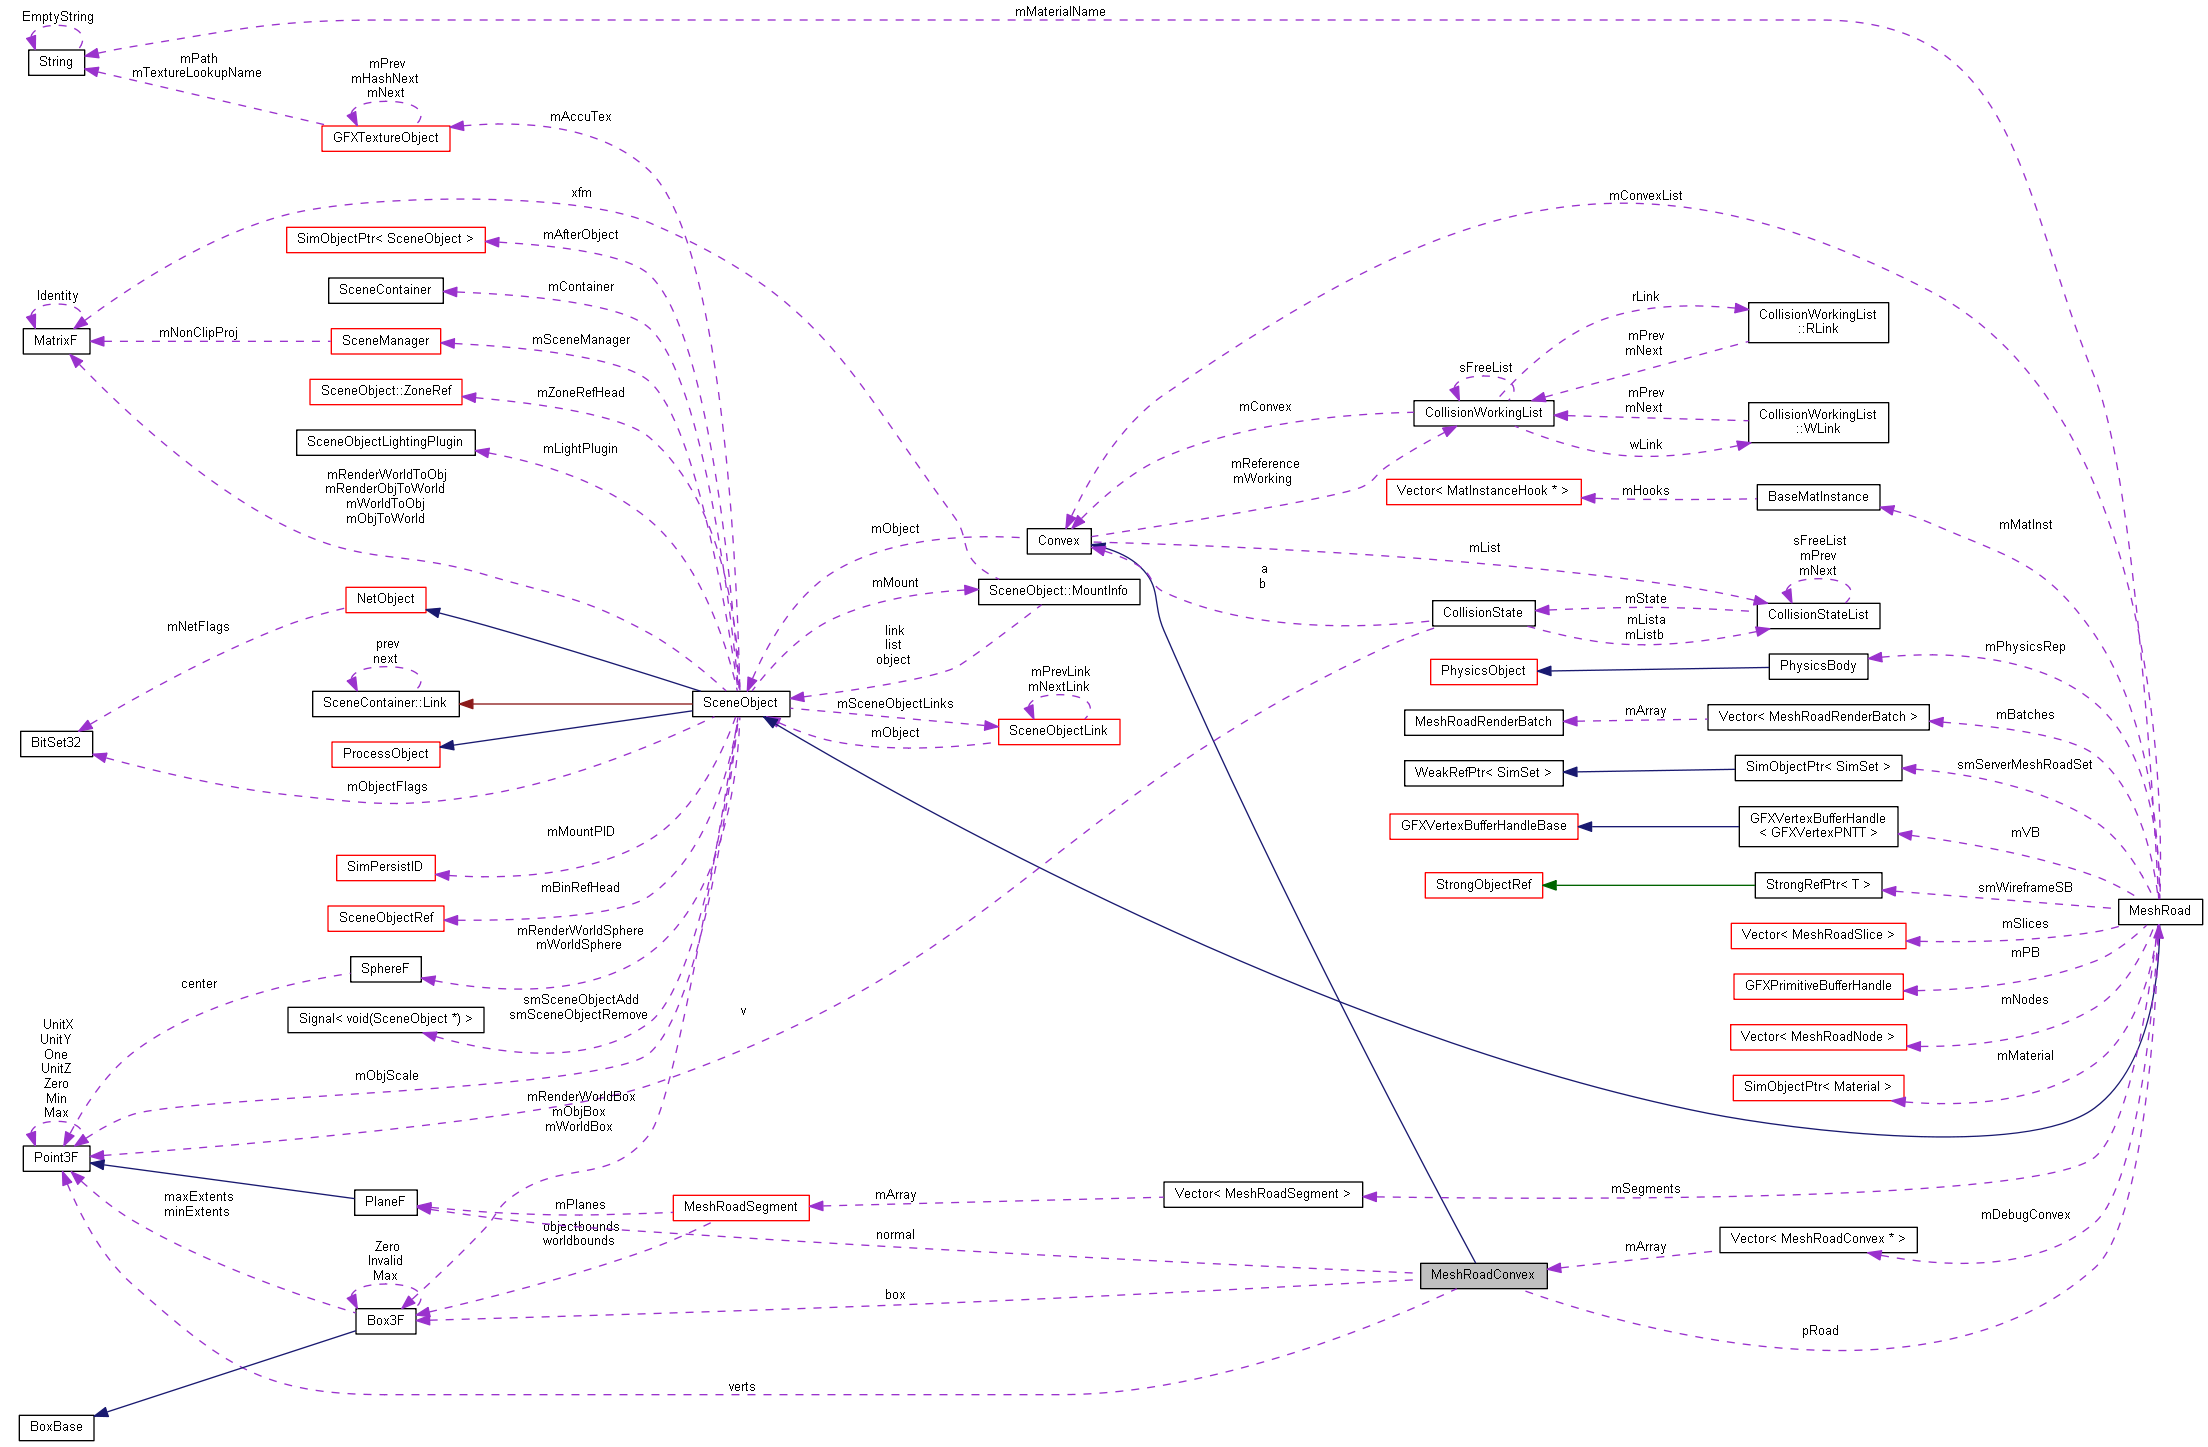 EmptyString
String
mMaterialName
mPath
mTextureLookupName
mPrev
mHashNext
mNext
GFXTextureObject
mAccuTex
xfm
mConvexList
SimObjectPtr< SceneObject >
mAfterObject
SceneContainer
mContainer
Identity
MatrixF
mNonClipProj
SceneManager
mSceneManager
SceneObject::ZoneRef
mZoneRefHead
SceneObjectLightingPlugin
mLightPlugin
mRenderWorldToObj
mRenderObjToWorld
mWorldToObj
mObjToWorld
rLink
CollisionWorkingList
::RLink
mPrev
mNext
sFreeList
CollisionWorkingList
mConvex
mPrev
mNext
CollisionWorkingList
::WLink
wLink
mReference
mWorking
Vector< MatInstanceHook * >
mHooks
BaseMatInstance
mMatInst
mObject
Convex
mList
sFreeList
mPrev
mNext
CollisionStateList
a
b
mMount
SceneObject::MountInfo
CollisionState
mState
mLista
mListb
NetObject
mNetFlags
link
list
object
prev
next
SceneContainer::Link
SceneObject
mSceneObjectLinks
mPrevLink
mNextLink
SceneObjectLink
mObject
BitSet32
ProcessObject
mObjectFlags
PhysicsObject
PhysicsBody
mPhysicsRep
MeshRoadRenderBatch
mArray
Vector< MeshRoadRenderBatch >
mBatches
WeakRefPtr< SimSet >
SimObjectPtr< SimSet >
smServerMeshRoadSet
GFXVertexBufferHandleBase
GFXVertexBufferHandle
< GFXVertexPNTT >
mVB
StrongObjectRef
StrongRefPtr< T >
smWireframeSB
MeshRoad
Vector< MeshRoadSlice >
mSlices
mPB
GFXPrimitiveBufferHandle
mNodes
Vector< MeshRoadNode >
mMaterial
SimObjectPtr< Material >
mMountPID
SimPersistID
mBinRefHead
SceneObjectRef
mRenderWorldSphere
mWorldSphere
SphereF
center
smSceneObjectAdd
smSceneObjectRemove
Signal< void(SceneObject *) >
v
UnitX
UnitY
One
UnitZ
Zero
Min
Max
Point3F
mObjScale
mRenderWorldBox
mObjBox
mWorldBox
maxExtents
minExtents
PlaneF
mPlanes
MeshRoadSegment
mArray
Vector< MeshRoadSegment >
mSegments
objectbounds
worldbounds
normal
mDebugConvex
Vector< MeshRoadConvex * >
mArray
MeshRoadConvex
Zero
Invalid
Max
Box3F
box
pRoad
verts
BoxBase